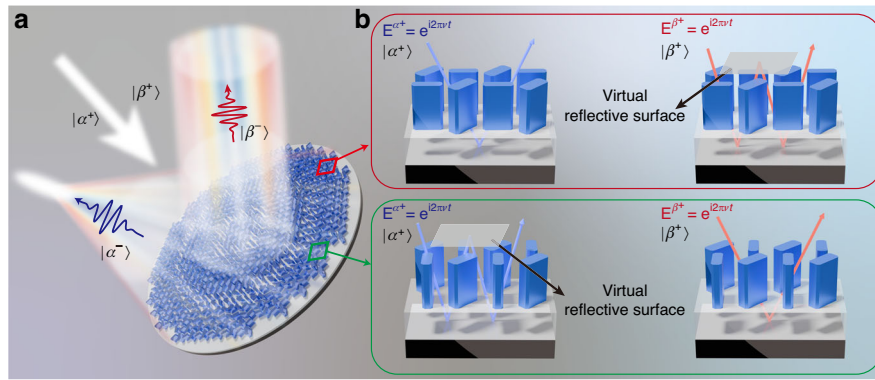 a
|α⁺⟩
|β⁺⟩
|β⁻⟩
|α⁻⟩
b
E^α+ = e^i2πνt
|α⁺⟩
Virtual
reflective surface
E^β+ = e^i2πνt
|β⁺⟩
E^α+ = e^i2πνt
|α⁺⟩
Virtual
reflective surface
E^β+ = e^i2πνt
|β⁺⟩